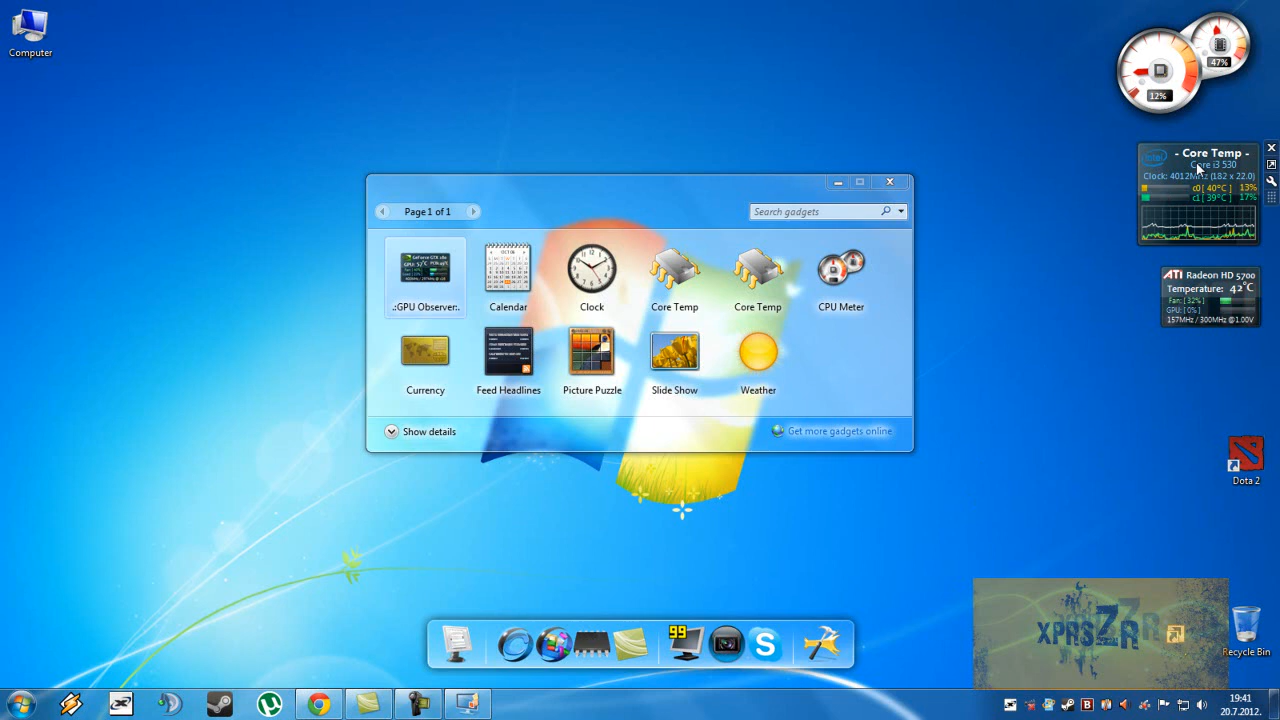 Computer
47%
12%
intel
- Core Temp -
Core i3 530
Clock: 4012MHz (182 x 22.0)
c0 [ 40°C ] 13%
c1 [ 39°C ] 17%
Page 1 of 1
Search gadgets
.:GPU Observer:.
Calendar
Clock
Core Temp
Core Temp
CPU Meter
Currency
Feed Headlines
Picture Puzzle
Slide Show
Weather
Show details
Get more gadgets online
ATI Radeon HD 5700
Temperature: 42°C
Fan: [ 32% ]
GPU: [ 0% ]
157MHz / 300MHz @1.00V
Dota 2
XPRSZZR
Recycle Bin
99
19:41
20.7.2012.